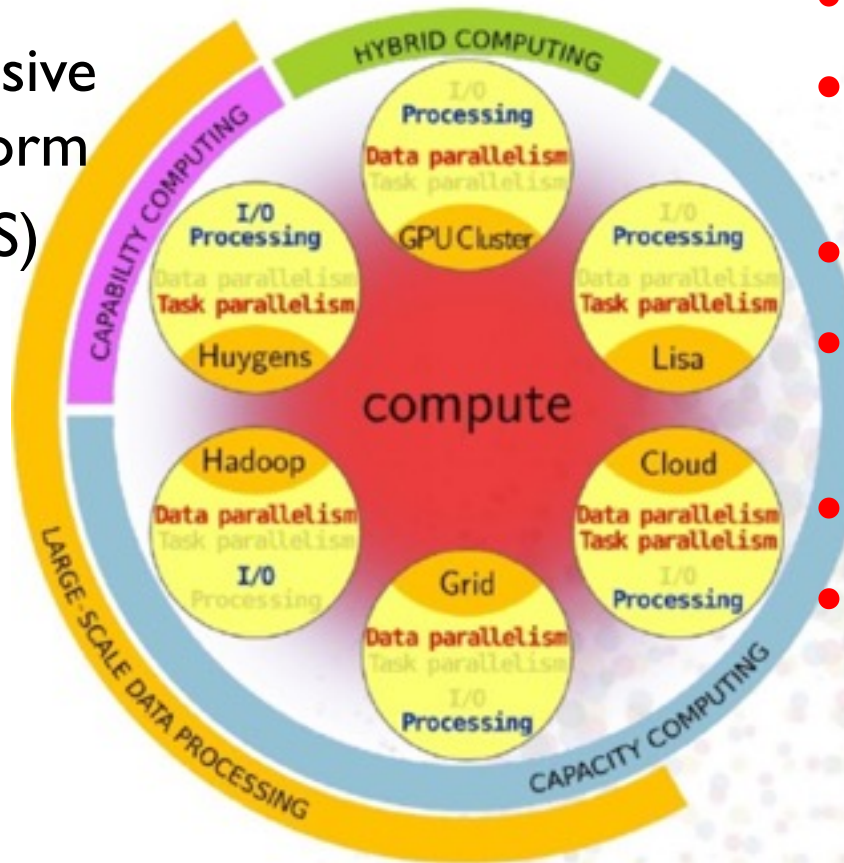 sive
orm
S)
HYBRID COMPUTING
CAPABILITY COMPUTING
I/O
Processing
Data parallelism
Task parallelism
GPU Cluster
I/O
Processing
Data parallelism
Task parallelism
Huygens
I/O
Processing
Data parallelism
Task parallelism
Lisa
compute
Hadoop
Data parallelism
Task parallelism
I/O
Processing
Cloud
Data parallelism
Task parallelism
I/O
Processing
Grid
Data parallelism
Task parallelism
I/O
Processing
LARGE-SCALE DATA PROCESSING
CAPACITY COMPUTING